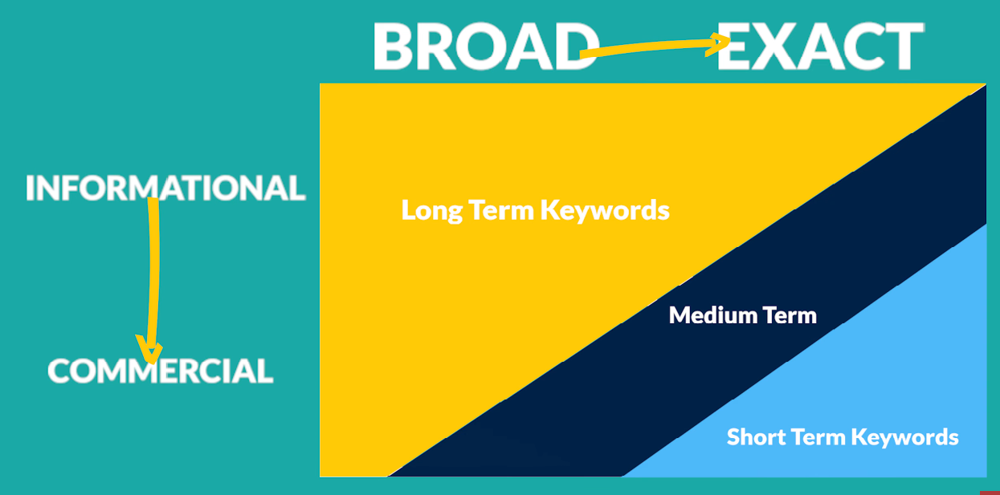 BROAD EXACT
INFORMATIONAL
Long Term Keywords
Medium Term
COMMERCIAL
Short Term Keywords